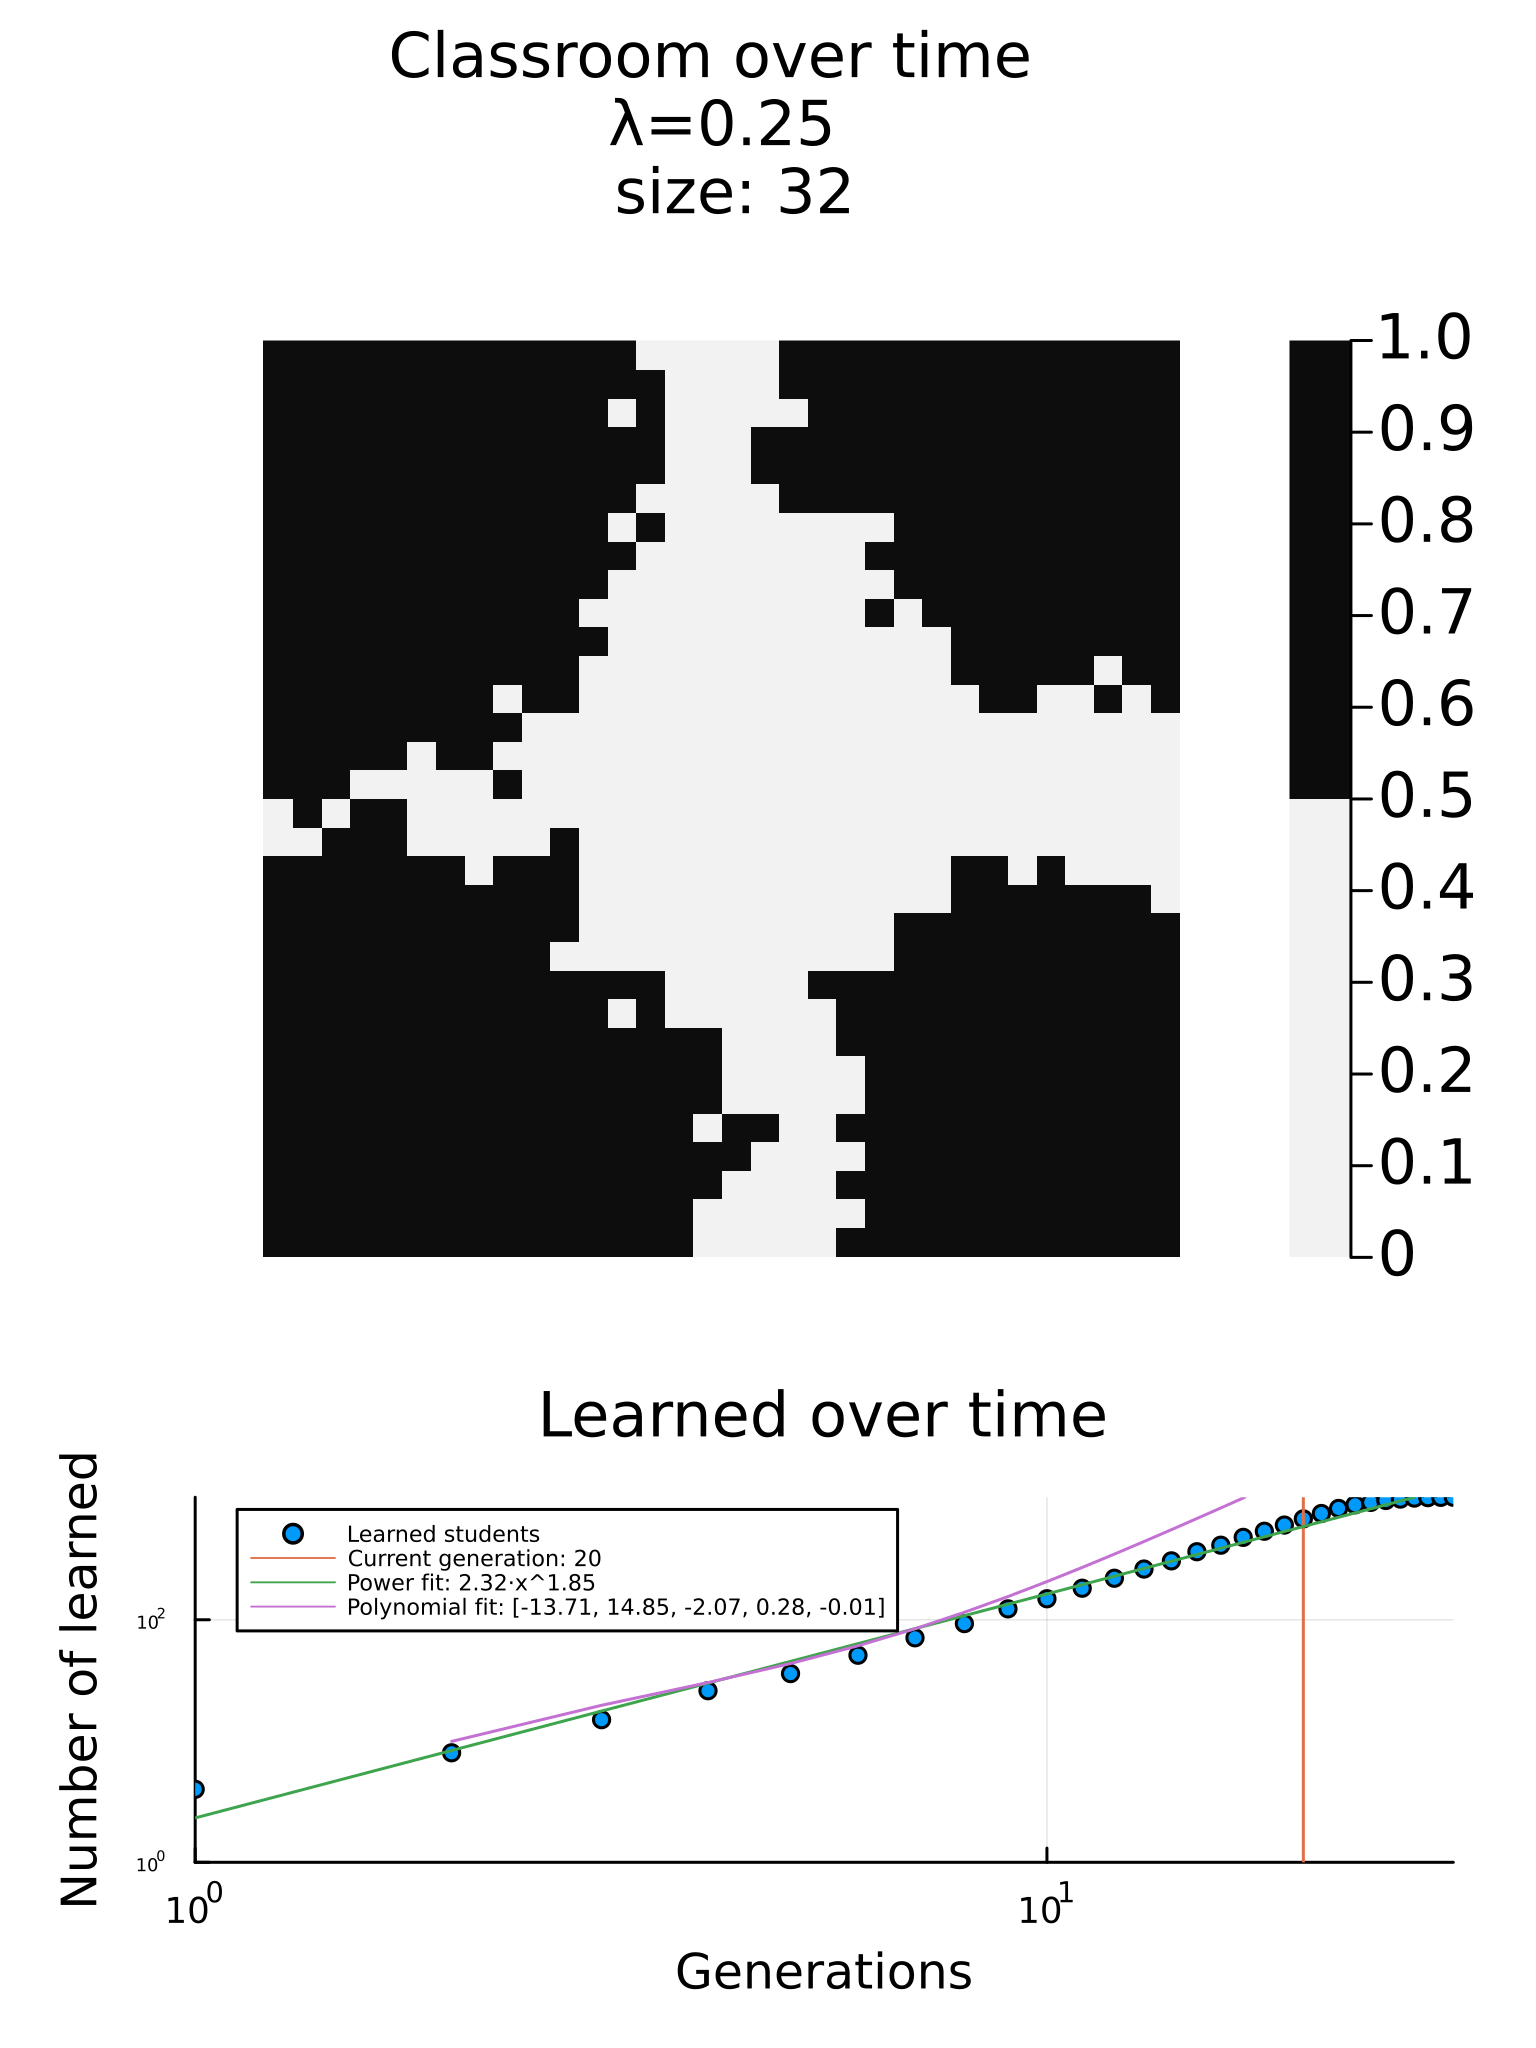 Classroom over time
λ=0.25
size: 32
1.0
0.9
0.8
0.7
0.6
0.5
0.4
0.3
0.2
0.1
0
Learned over time
Number of learned
Learned students
Current generation: 20
Power fit: 2.32·x^1.85
Polynomial fit: [-13.71, 14.85, -2.07, 0.28, -0.01]
10²
10⁰
10⁰
10¹
Generations